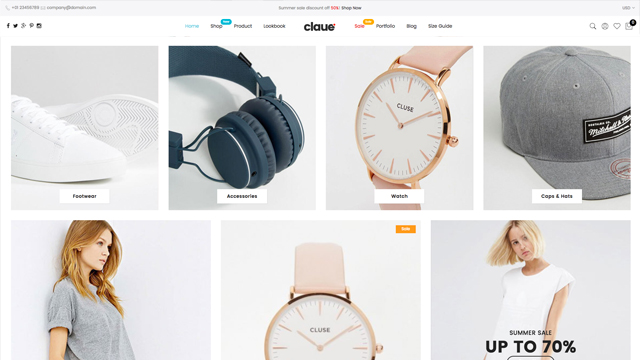 +01 23456789 company@domain.com
Summer sale discount off 50%! Shop Now
USD
Home
Shop
New
Product
Lookbook
claue
Sale
Portfolio
Blog
Size Guide
0
CLUSE
Mitchell & Ness
Footwear
Accessories
Watch
Caps & Hats
Sale
CLUSE
SUMMER SALE
UP TO 70%